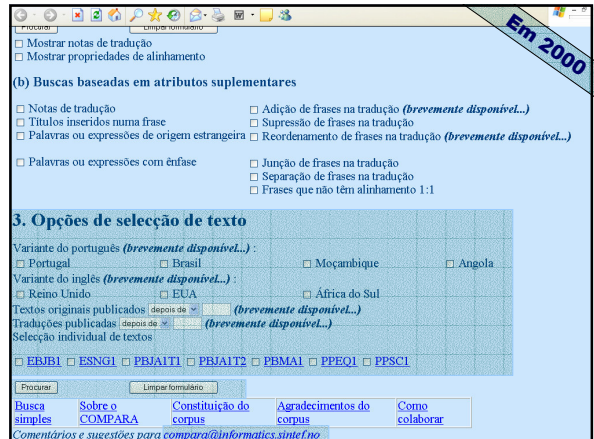 Em 2000
Procurar Limpar formulário
Mostrar notas de tradução
Mostrar propriedades de alinhamento
(b) Buscas baseadas em atributos suplementares
Notas de tradução Adição de frases na tradução (brevemente disponível...)
Títulos inseridos numa frase Supressão de frases na tradução
Palavras ou expressões de origem estrangeira Reordenamento de frases na tradução (brevemente disponível...)
Palavras ou expressões com ênfase Junção de frases na tradução
Separação de frases na tradução
Frases que não têm alinhamento 1:1
3. Opções de selecção de texto
Variante do português (brevemente disponível...) :
Portugal Brasil Moçambique Angola
Variante do inglês (brevemente disponível...) :
Reino Unido EUA África do Sul
Textos originais publicados depois de (brevemente disponível...)
Traduções publicadas depois de (brevemente disponível...)
Selecção individual de textos
EBJB1 ESNG1 PBJA1T1 PBJA1T2 PBMA1 PPEQ1 PPSC1
Procurar Limpar formulário
Busca simples Sobre o COMPARA Constituição do corpus Agradecimentos do corpus Como colaborar
Comentários e sugestões para compara@informatics.sintef.no